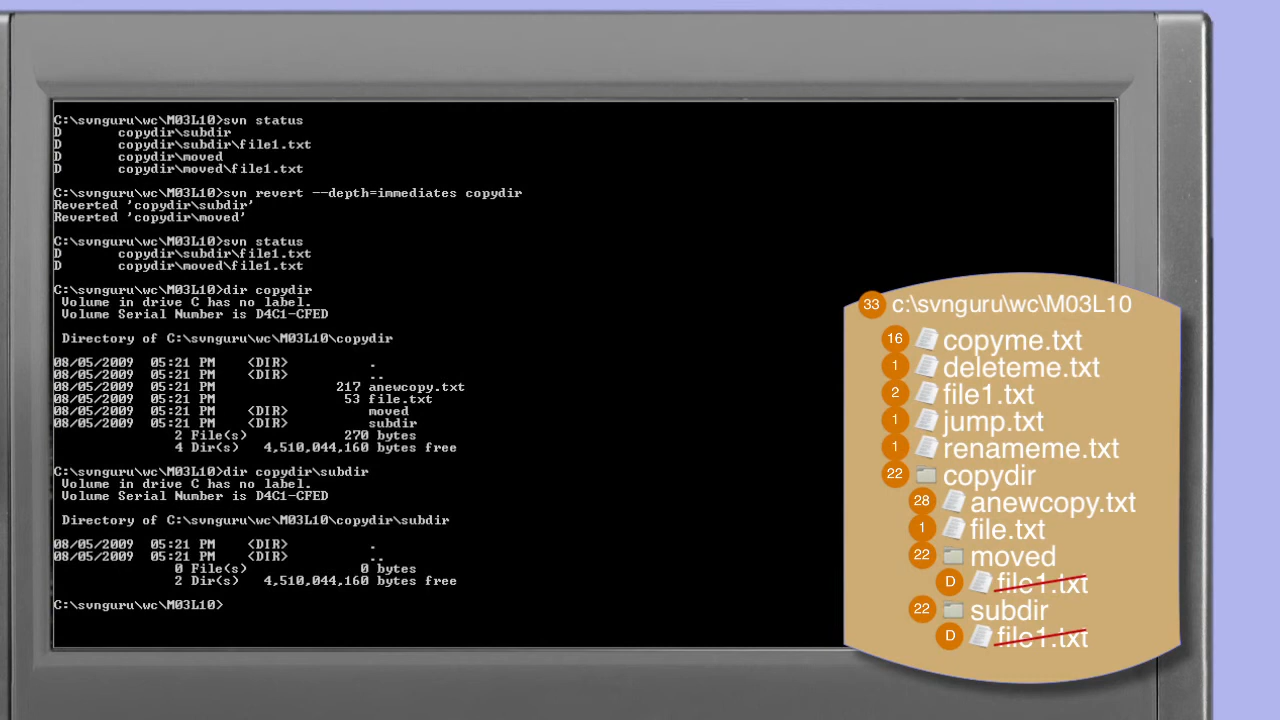 C:\svnguru\wc\M03L10>svn status
D       copydir\subdir
D       copydir\subdir\file1.txt
D       copydir\moved
D       copydir\moved\file1.txt
C:\svnguru\wc\M03L10>svn revert --depth=immediates copydir
Reverted 'copydir\subdir'
Reverted 'copydir\moved'
C:\svnguru\wc\M03L10>svn status
D       copydir\subdir\file1.txt
D       copydir\moved\file1.txt
C:\svnguru\wc\M03L10>dir copydir
 Volume in drive C has no label.
 Volume Serial Number is D4C1-CFED
 Directory of C:\svnguru\wc\M03L10\copydir
08/05/2009  05:21 PM    <DIR>          .
08/05/2009  05:21 PM    <DIR>          ..
08/05/2009  05:21 PM               217 anewcopy.txt
08/05/2009  05:21 PM                53 file.txt
08/05/2009  05:21 PM    <DIR>          moved
08/05/2009  05:21 PM    <DIR>          subdir
               2 File(s)            270 bytes
               4 Dir(s)   4,510,044,160 bytes free
C:\svnguru\wc\M03L10>dir copydir\subdir
 Volume in drive C has no label.
 Volume Serial Number is D4C1-CFED
 Directory of C:\svnguru\wc\M03L10\copydir\subdir
08/05/2009  05:21 PM    <DIR>          .
08/05/2009  05:21 PM    <DIR>          ..
               0 File(s)              0 bytes
               2 Dir(s)   4,510,044,160 bytes free
C:\svnguru\wc\M03L10>
33 c:\svnguru\wc\M03L10
16 copyme.txt
1 deleteme.txt
2 file1.txt
1 jump.txt
1 renameme.txt
22 copydir
28 anewcopy.txt
1 file.txt
22 moved
D file1.txt
22 subdir
D file1.txt